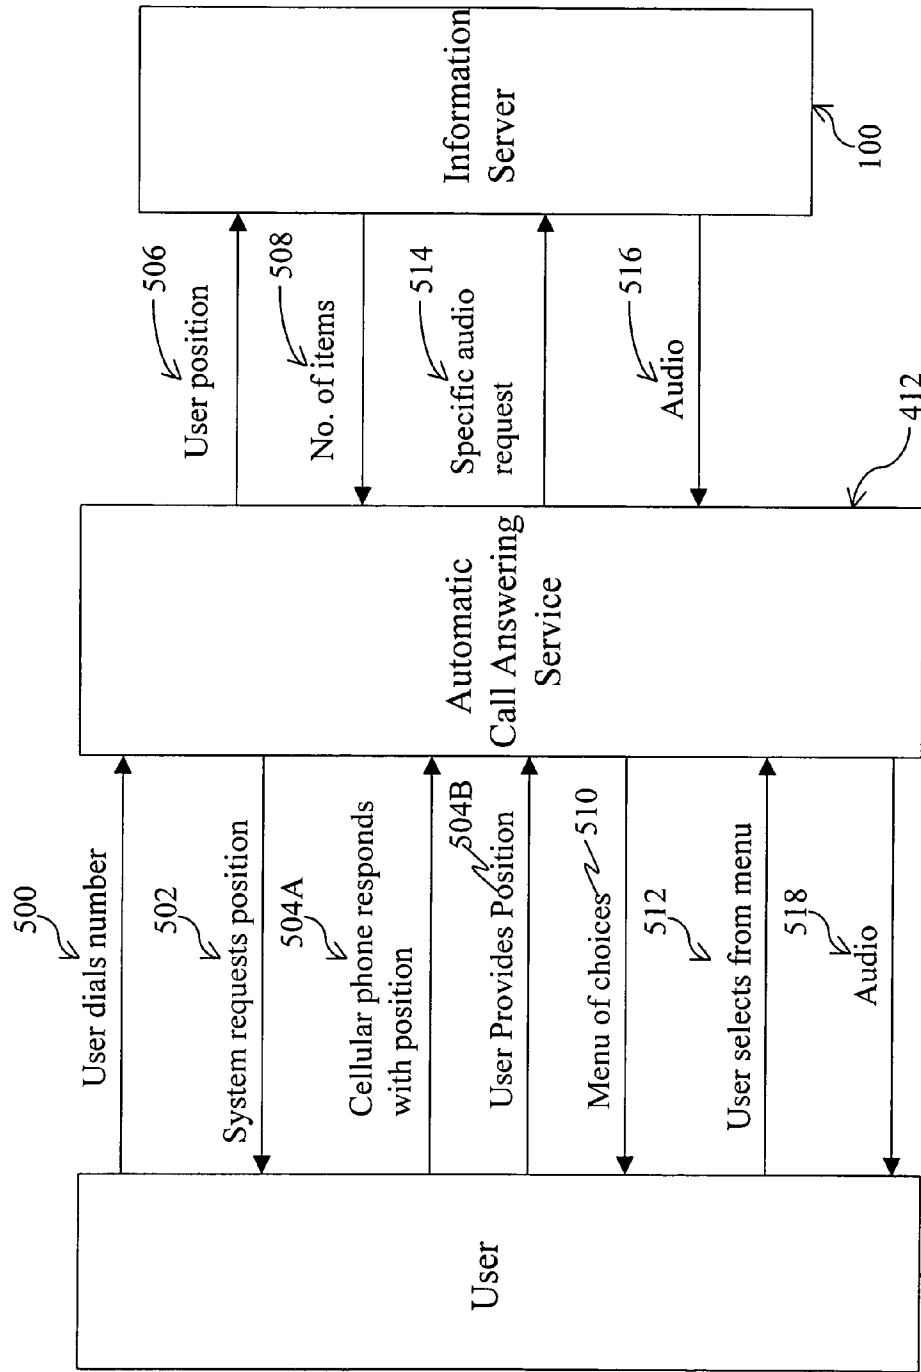 500
User dials number
502
System requests position
504A
Cellular phone responds
with position
504B
User Provides Position
Menu of choices
510
512
User selects from menu
518
Audio
User
Automatic
Call Answering
Service
412
506
User position
508
No. of items
514
Specific audio
request
516
Audio
Information
Server
100